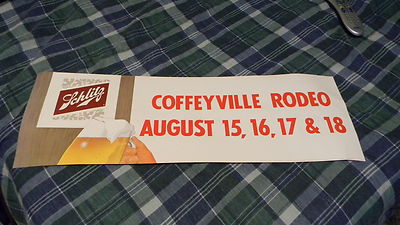 Schlitz
COFFEYVILLE RODEO
AUGUST 15, 16, 17 & 18